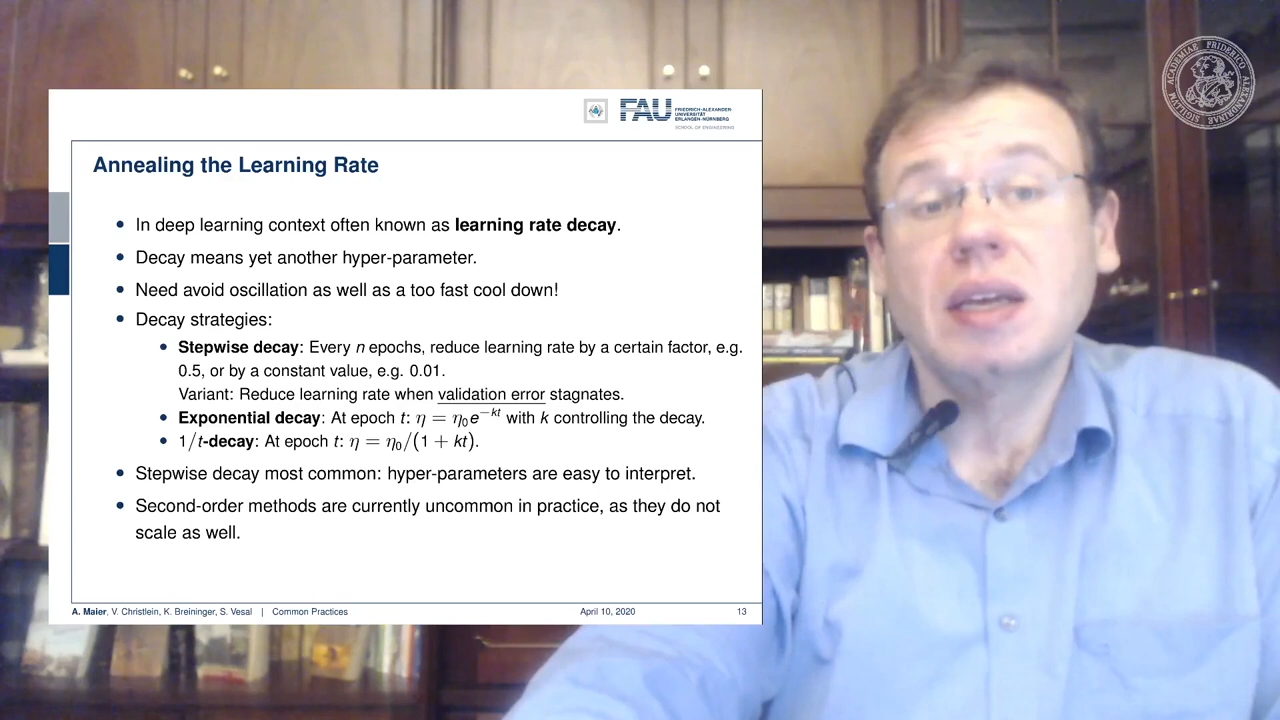 FAU FRIEDRICH-ALEXANDER
UNIVERSITÄT
ERLANGEN-NÜRNBERG
SCHOOL OF ENGINEERING
ACADEMIAE FRIDERICO ALEXANDRINAE SIGILLVM
Annealing the Learning Rate
• In deep learning context often known as learning rate decay.
• Decay means yet another hyper-parameter.
• Need avoid oscillation as well as a too fast cool down!
• Decay strategies:
• Stepwise decay: Every n epochs, reduce learning rate by a certain factor, e.g.
0.5, or by a constant value, e.g. 0.01.
Variant: Reduce learning rate when validation error stagnates.
• Exponential decay: At epoch t: η = η₀e^{−kt} with k controlling the decay.
• 1/t-decay: At epoch t: η = η₀/(1 + kt).
• Stepwise decay most common: hyper-parameters are easy to interpret.
• Second-order methods are currently uncommon in practice, as they do not
scale as well.
A. Maier, V. Christlein, K. Breininger, S. Vesal | Common Practices April 10, 2020 13